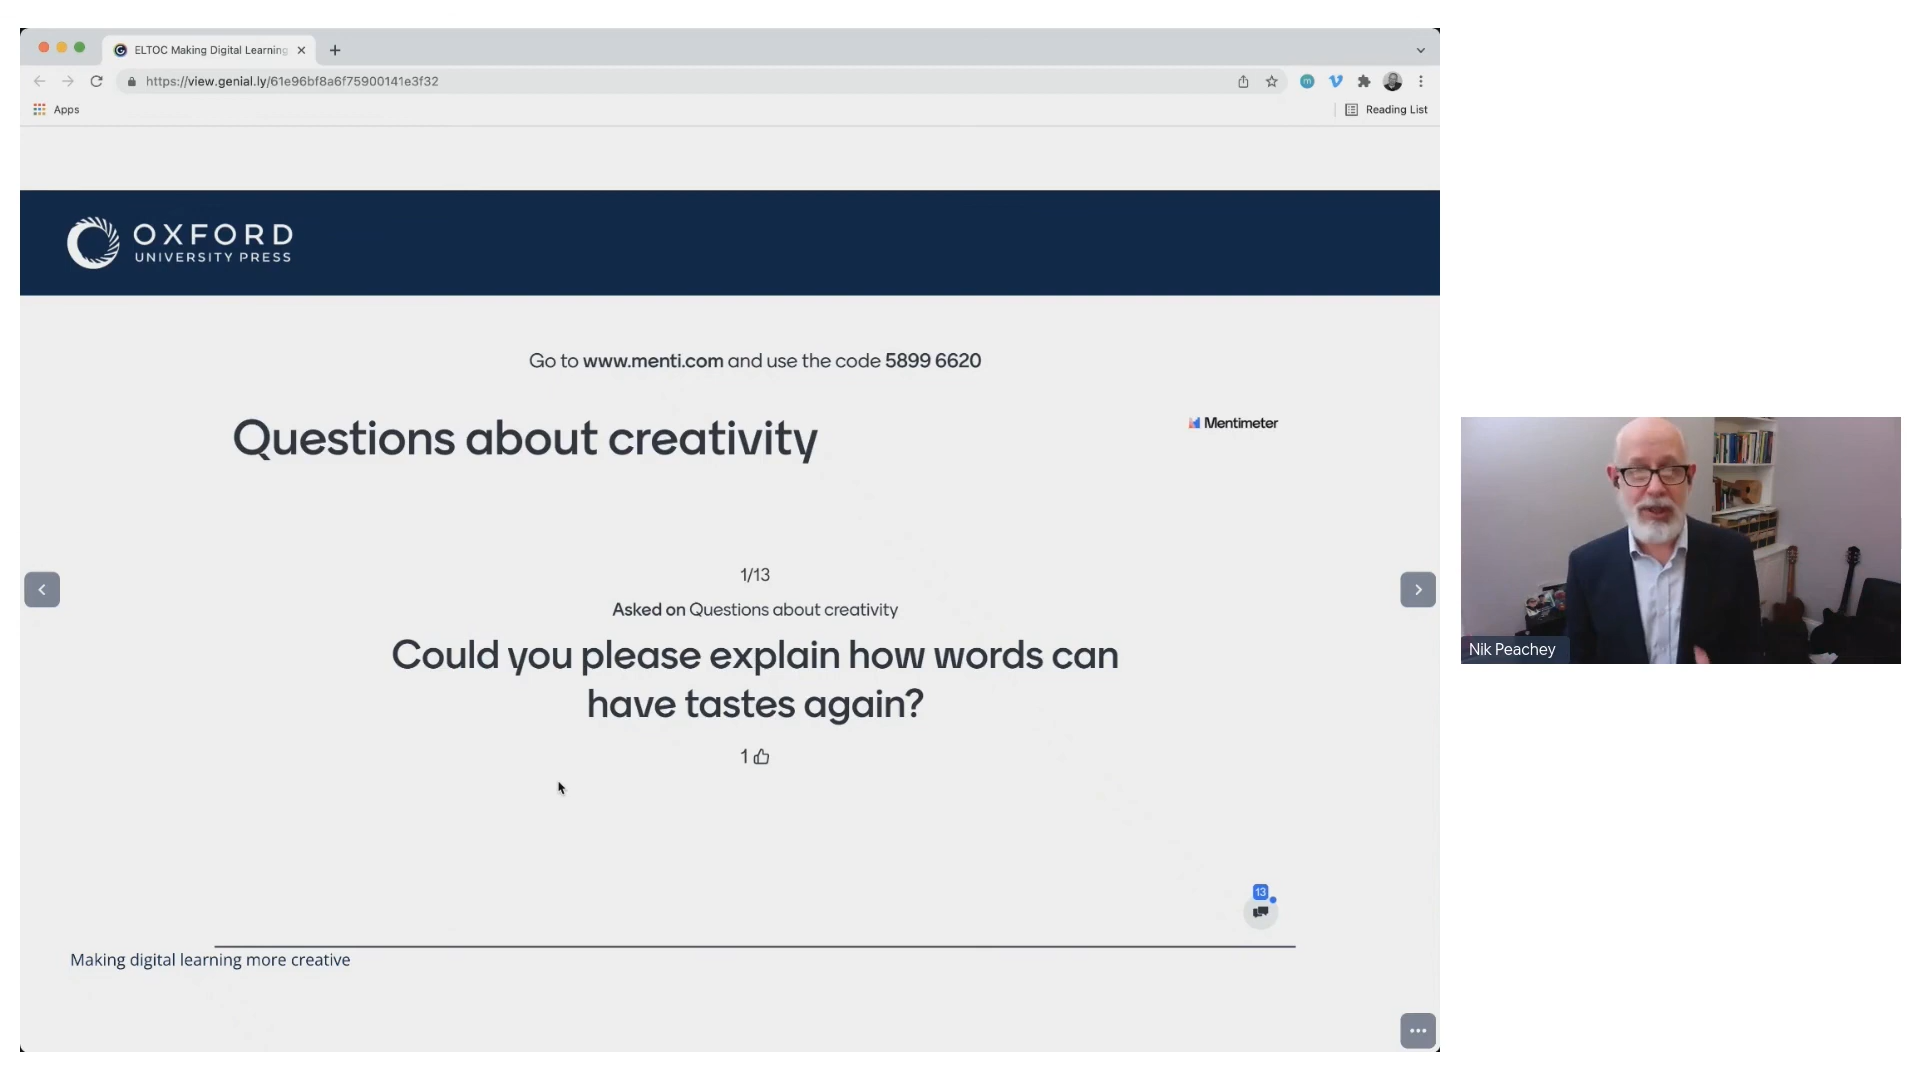 ELTOC Making Digital Learning
https://view.genial.ly/61e96bf8a6f75900141e3f32
Apps
Reading List
OXFORD
UNIVERSITY PRESS
Go to www.menti.com and use the code 5899 6620
Questions about creativity
Mentimeter
1/13
Asked on Questions about creativity
Could you please explain how words can
have tastes again?
1
13
Making digital learning more creative
Nik Peachey